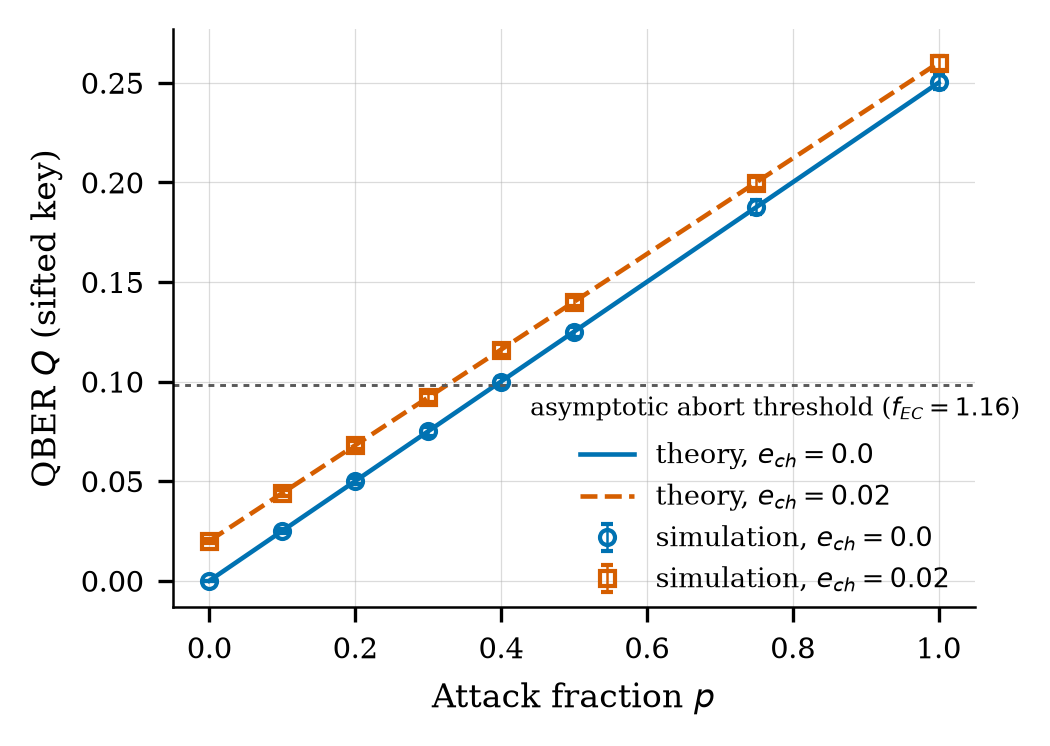 0.25
0.20
0.15
0.10
0.05
0.00
QBER Q (sifted key)
asymptotic abort threshold (f_EC = 1.16)
theory, e_ch = 0.0
theory, e_ch = 0.02
simulation, e_ch = 0.0
simulation, e_ch = 0.02
0.0 0.2 0.4 0.6 0.8 1.0
Attack fraction p